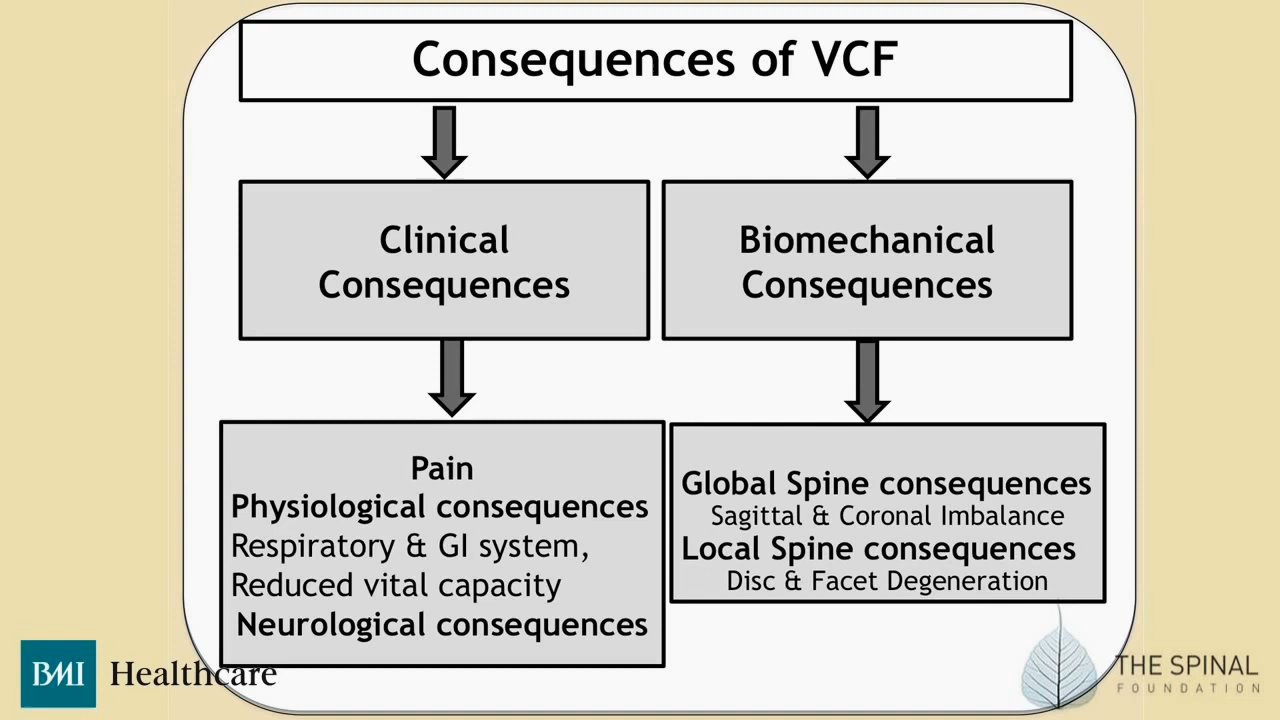 Consequences of VCF
Clinical
Consequences
Biomechanical
Consequences
Pain
Physiological consequences
Respiratory & GI system,
Reduced vital capacity
Neurological consequences
Global Spine consequences
Sagittal & Coronal Imbalance
Local Spine consequences
Disc & Facet Degeneration
BMI Healthcare
THE SPINAL
FOUNDATION